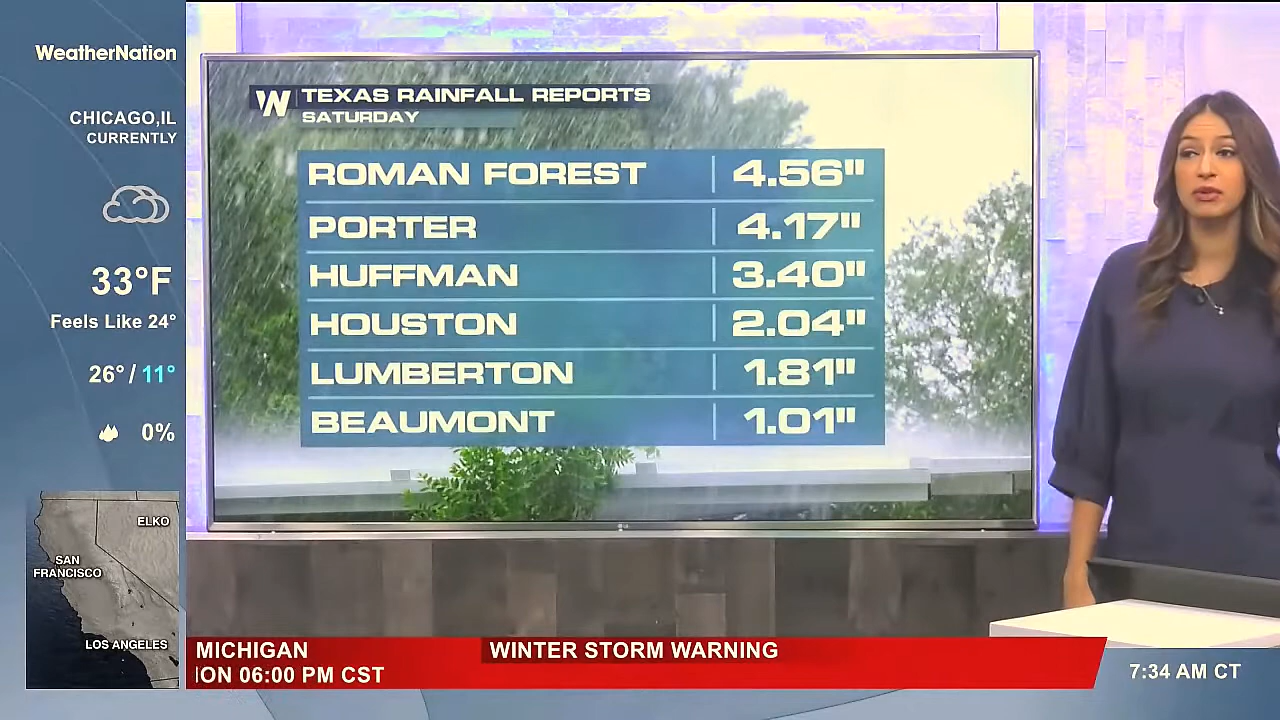 WeatherNation
CHICAGO,IL
CURRENTLY
33°F
Feels Like 24°
26° / 11°
0%
ELKO
SAN
FRANCISCO
LOS ANGELES
W TEXAS RAINFALL REPORTS
SATURDAY
ROMAN FOREST 4.56"
PORTER 4.17"
HUFFMAN 3.40"
HOUSTON 2.04"
LUMBERTON 1.81"
BEAUMONT 1.01"
LG
MICHIGAN WINTER STORM WARNING
ION 06:00 PM CST
7:34 AM CT